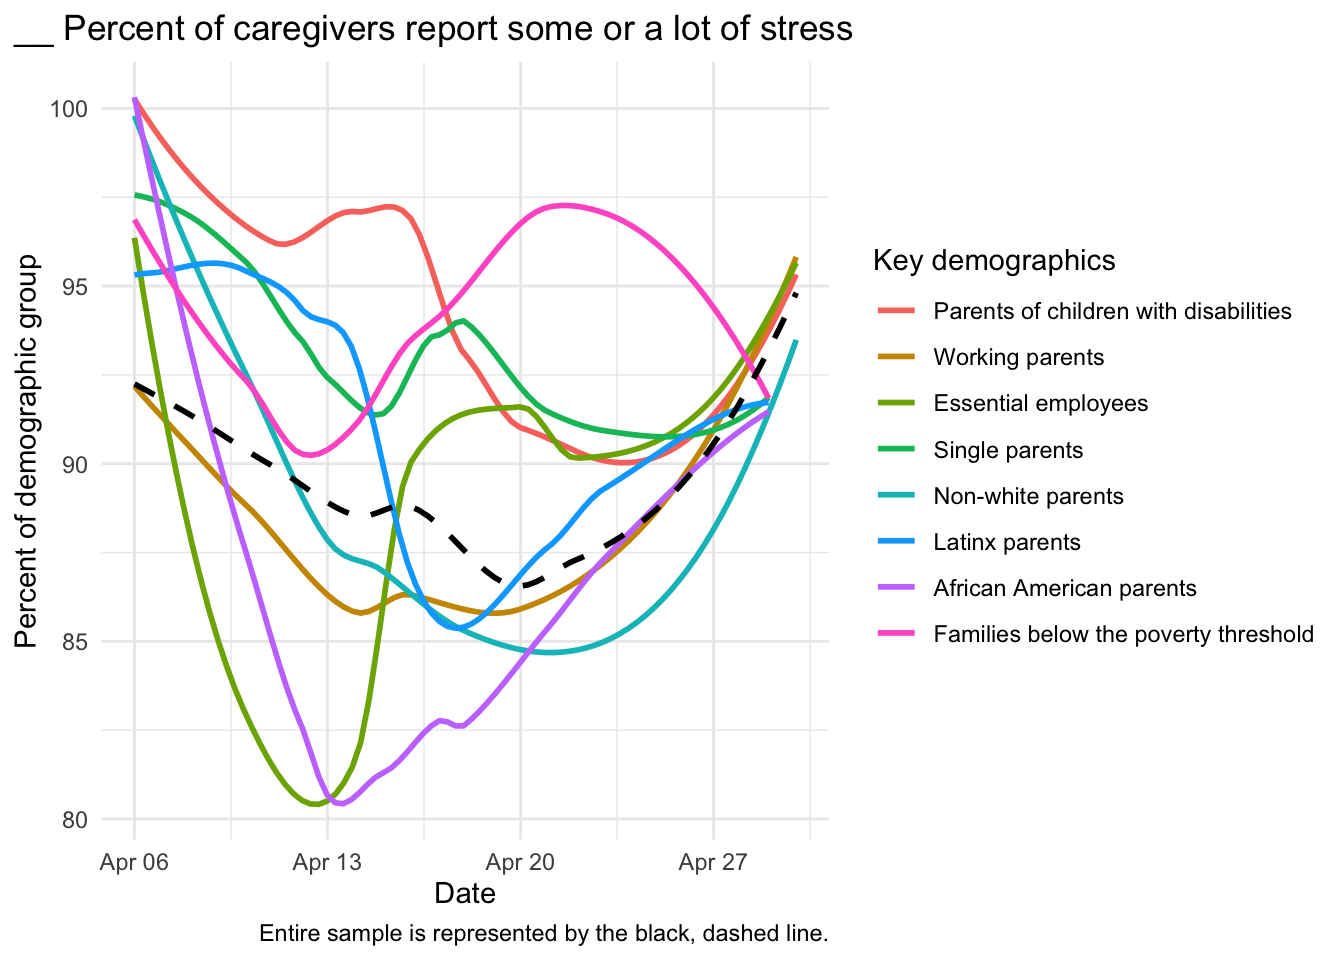 __ Percent of caregivers report some or a lot of stress
Percent of demographic group
100
95
90
85
80
Apr 06
Apr 13
Apr 20
Apr 27
Date
Key demographics
Parents of children with disabilities
Working parents
Essential employees
Single parents
Non-white parents
Latinx parents
African American parents
Families below the poverty threshold
Entire sample is represented by the black, dashed line.